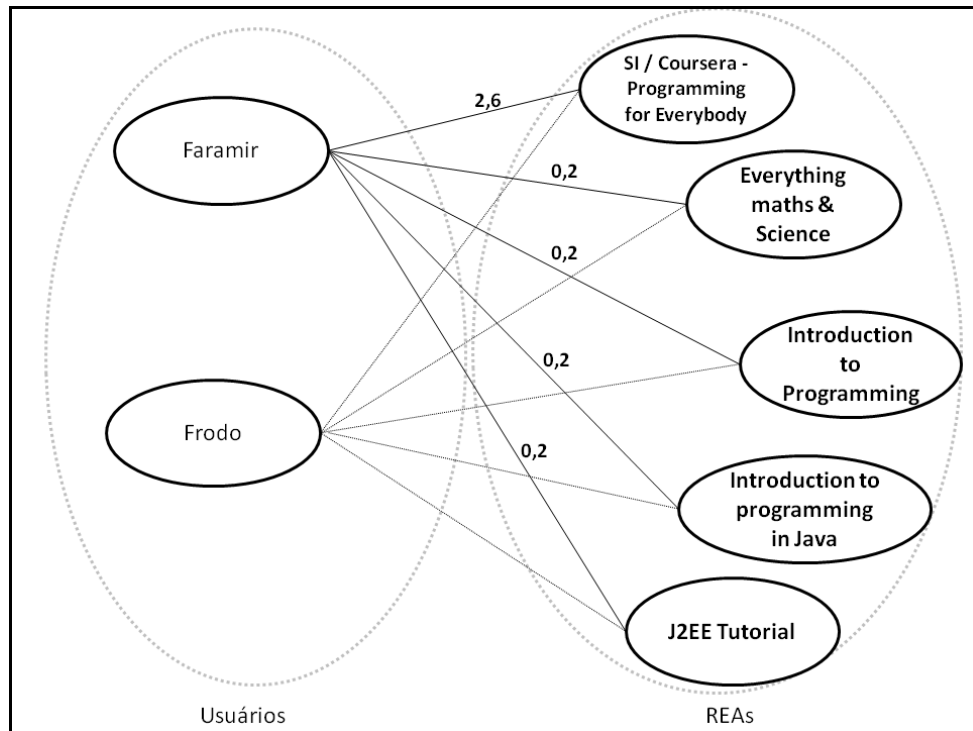 SI / Coursera -
Programming
for Everybody
2,6
Faramir
0,2
Everything
maths &
Science
0,2
Introduction
to
Programming
0,2
Frodo
0,2
Introduction to
programming
in Java
J2EE Tutorial
Usuários
REAs